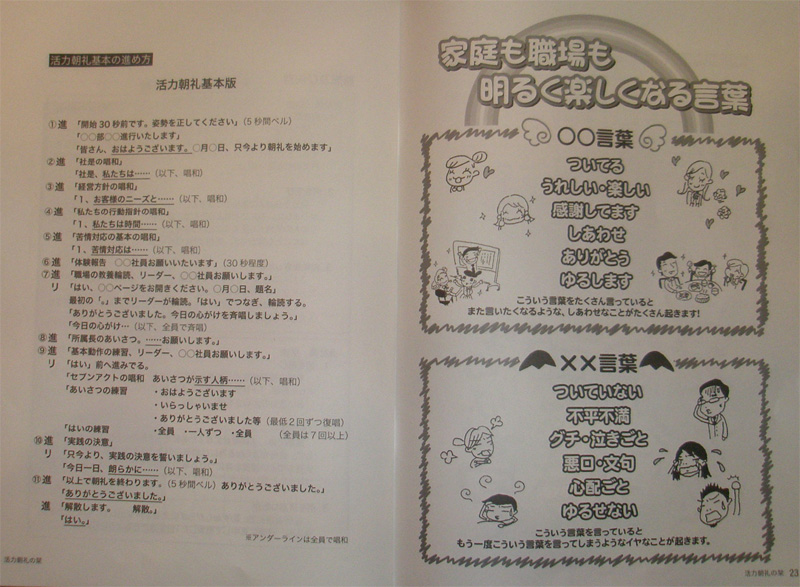 活力朝礼基本の進め方
活力朝礼基本版
①進 「開始30秒前です。姿勢を正してください」(5秒間ベル)
「○○部○○進行いたします」
「皆さん、おはようございます。○月○日、只今より朝礼を始めます」
②進 「社是の唱和」
「社是、私たちは……(以下、唱和)
③進 「経営方針の唱和」
「1、お客様のニーズと……(以下、唱和)
④進 「私たちの行動指針の唱和」
「1、私たちは時間……(以下、唱和)
⑤進 「苦情対応の基本の唱和」
「1、苦情対応は……(以下、唱和)
⑥進 「体験報告 ○○社員お願いいたいます」(30秒程度)
⑦進 「職場の教養輪読、リーダー、○○社員お願いします。」
リ 「はい、○○ページをお開きください。○月○日、題名」
最初の「。」までリーダーが輪読。「はい」でつなぎ、輪読する。
「ありがとうございました。今日の心がけを斉唱しましょう。」
「今日の心がけ…(以下、全員で斉唱)
⑧進 「所属長のあいさつ。……お願いします。」
⑨進 「基本動作の練習、リーダー、○○社員お願いします。」
リ 「はい」前へ進みでる。
「セブンアクトの唱和 あいさつが示す人柄……(以下、唱和)
「あいさつの練習 ・おはようございます
・いらっしゃいませ
・ありがとうございました等(最低2回ずつ復唱)
「はいの練習 ・全員 ・一人ずつ ・全員 (全員は7回以上)
⑩進 「実践の決意」
リ 「只今より、実践の決意を誓いましょう。」
「今日一日、朗らかに……(以下、唱和)
⑪進 「以上で朝礼を終わります。(5秒間ベル) ありがとうございました。」
「ありがとうございました。」
進 「解散します。 解散。」
「はい。」
※アンダーラインは全員で唱和
活力朝礼の栞
家庭も職場も
明るく楽しくなる言葉
○○言葉
ついてる
うれしい・楽しい
感謝してます
しあわせ
ありがとう
ゆるします
こういう言葉をたくさん言っていると
また言いたくなるような、しあわせなことがたくさん起きます!
××言葉
ついていない
不平不満
グチ・泣きごと
悪口・文句
心配ごと
ゆるせない
こういう言葉を言っていると
もう一度こういう言葉を言ってしまうようなイヤなことが起きます。
活力朝礼の栞 23